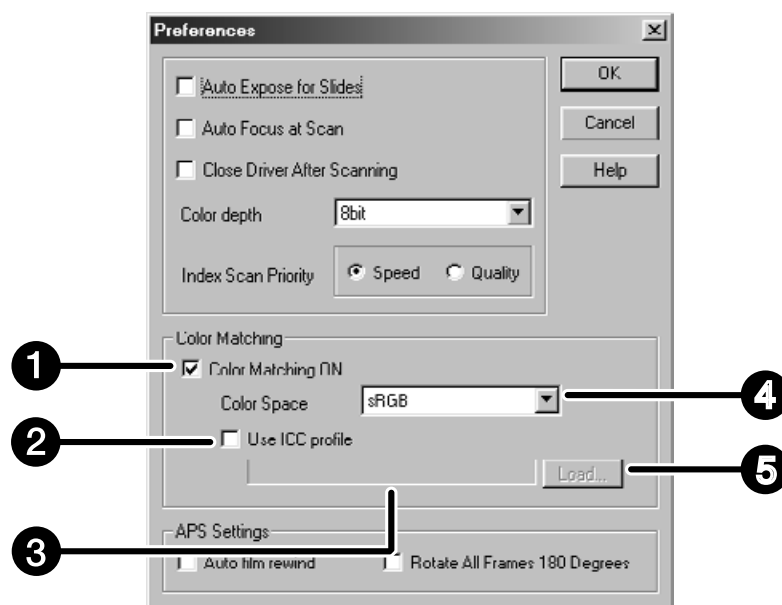 Preferences
Auto Expose for Slides
OK
Auto Focus at Scan
Cancel
Close Driver After Scanning
Help
Color depth 8bit
Index Scan Priority Speed Quality
Color Matching
1 Color Matching ON
Color Space sRGB 4
2 Use ICC profile
Load... 5
3
APS Settings
Auto film rewind Rotate All Frames 180 Degrees